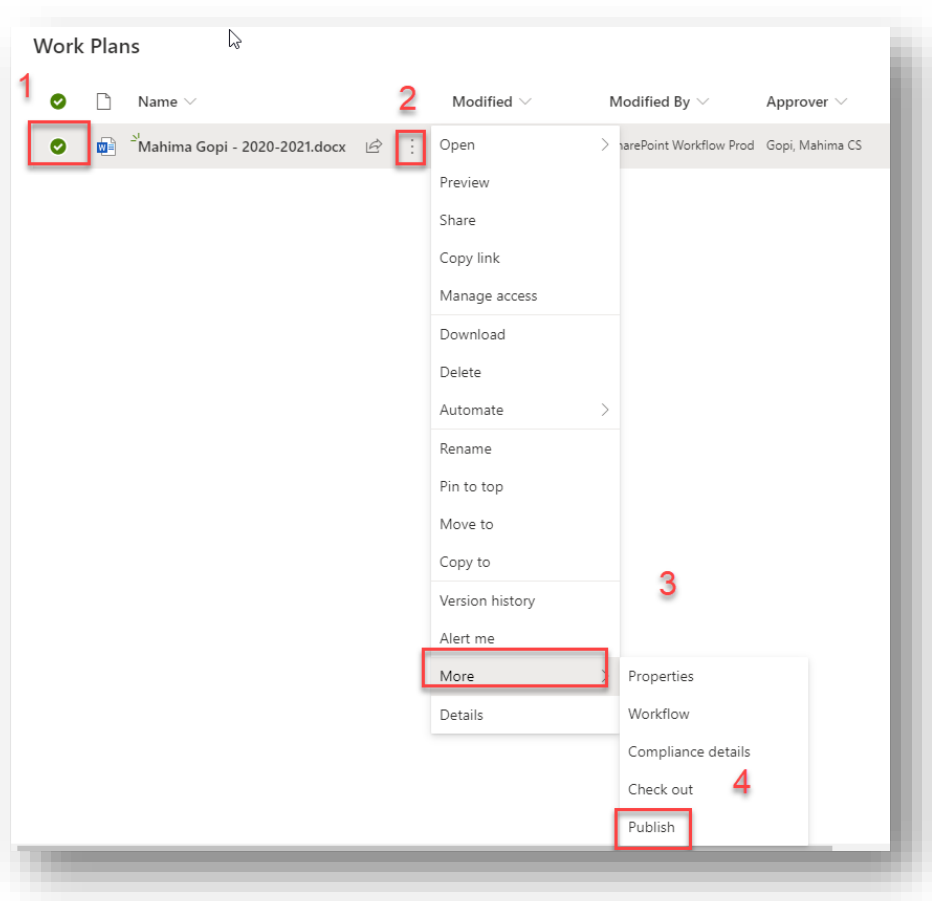 Work Plans
1
Name
2
Modified
Modified By
Approver
Mahima Gopi - 2020-2021.docx
Open
harePoint Workflow Prod
Gopi, Mahima CS
Preview
Share
Copy link
Manage access
Download
Delete
Automate
Rename
Pin to top
Move to
Copy to
3
Version history
Alert me
More
Properties
Details
Workflow
Compliance details
4
Check out
Publish